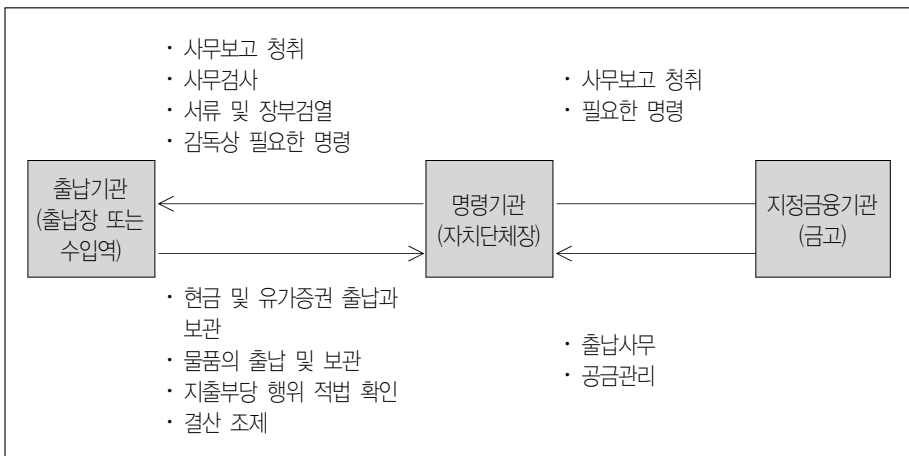 · 사무보고 청취
· 사무검사
· 서류 및 장부검열
· 감독상 필요한 명령
· 사무보고 청취
· 필요한 명령
출납기관
(출납장 또는
수입역)
명령기관
(자치단체장)
지정금융기관
(금고)
· 현금 및 유가증권 출납과
보관
· 물품의 출납 및 보관
· 지출부당 행위 적법 확인
· 결산 조제
· 출납사무
· 공금관리